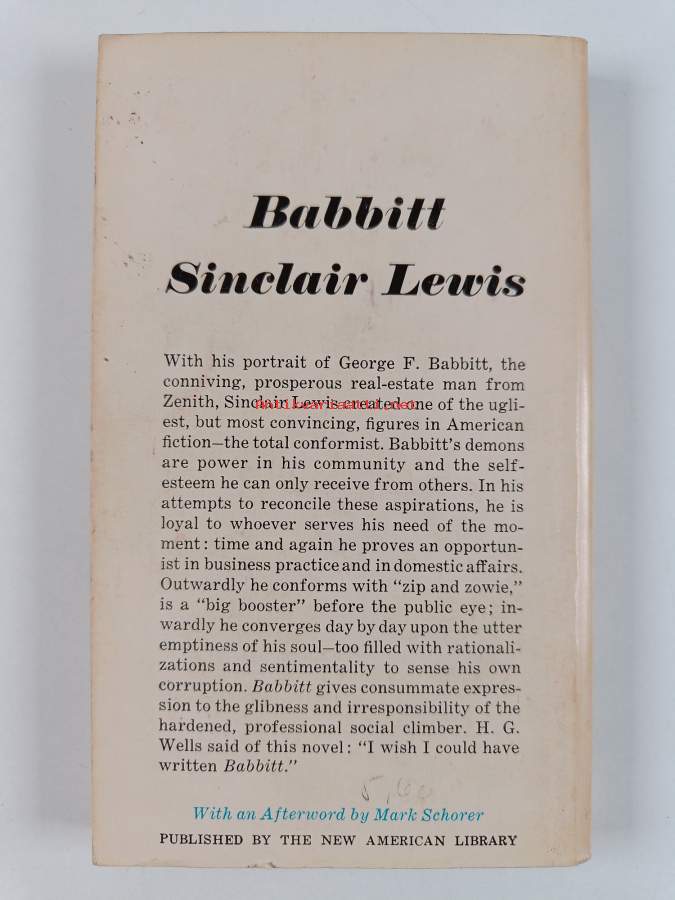 Babbitt
Sinclair Lewis
With his portrait of George F. Babbitt, the
conniving, prosperous real-estate man from
Zenith, Sinclair Lewis created one of the ugli-
est, but most convincing, figures in American
fiction—the total conformist. Babbitt's demons
are power in his community and the self-
esteem he can only receive from others. In his
attempts to reconcile these aspirations, he is
loyal to whoever serves his need of the mo-
ment: time and again he proves an opportun-
ist in business practice and in domestic affairs.
Outwardly he conforms with "zip and zowie,"
is a "big booster" before the public eye; in-
wardly he converges day by day upon the utter
emptiness of his soul—too filled with rationali-
zations and sentimentality to sense his own
corruption. Babbitt gives consummate expres-
sion to the glibness and irresponsibility of the
hardened, professional social climber. H. G.
Wells said of this novel: "I wish I could have
written Babbitt."
With an Afterword by Mark Schorer
PUBLISHED BY THE NEW AMERICAN LIBRARY